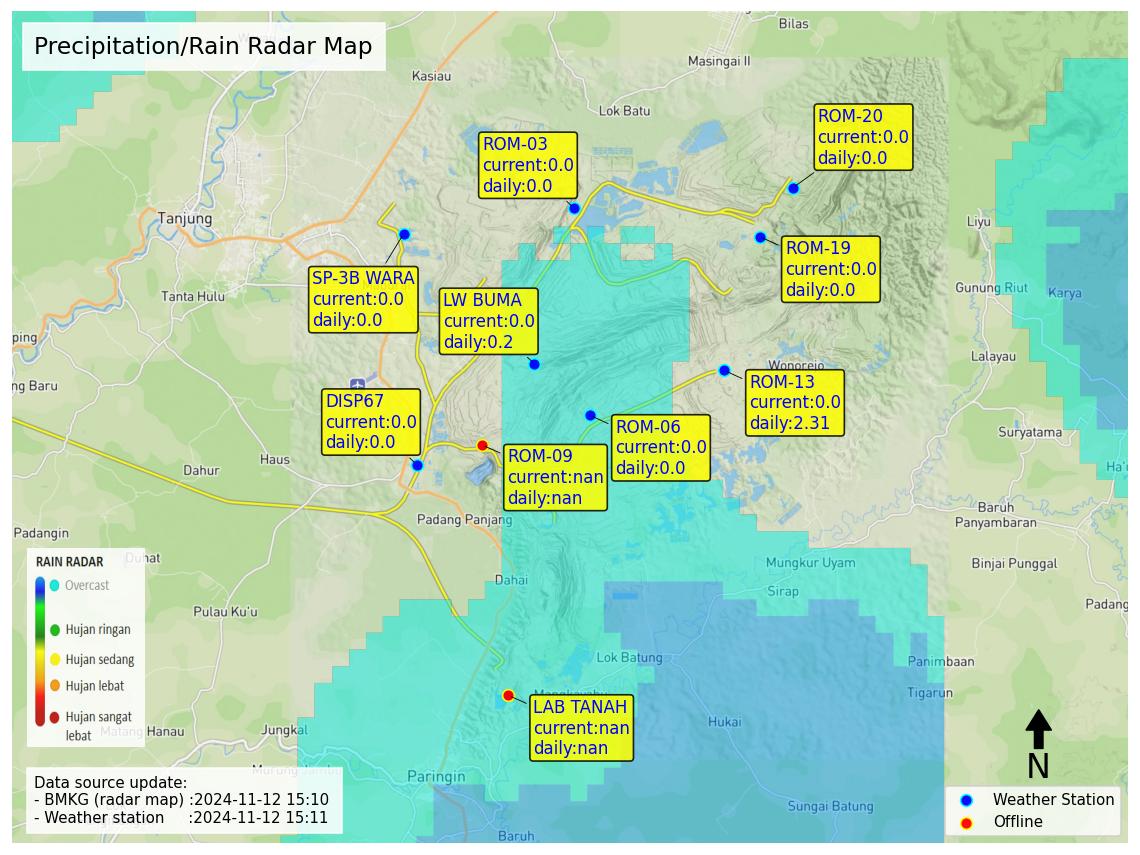 Precipitation/Rain Radar Map
Bilas
Masingai II
Kasiau
Lok Batu
ROM-20
current:0.0
daily:0.0
ROM-03
current:0.0
daily:0.0
Tanjung
Liyu
ROM-19
current:0.0
daily:0.0
SP-3B WARA
current:0.0
daily:0.0
Tanta Hulu
Gunung Riut
Karya
LW BUMA
current:0.0
daily:0.2
ping
Lalayau
Wonorejo
ng Baru
ROM-13
current:0.0
daily:2.31
DISP67
current:0.0
daily:0.0
ROM-06
current:0.0
daily:0.0
Suryatama
Haus
Dahur
ROM-09
current:nan
daily:nan
Ha'u
Baruh
Panyambaran
Padang Panjang
Padangin
Duhat
Mungkur Uyam
Binjai Punggal
Dahai
Sirap
Padang
Pulau Ku'u
RAIN RADAR
Overcast
Hujan ringan
Hujan sedang
Hujan lebat
Hujan sangat
lebat
Lok Batung
Panimbaan
Tigarun
LAB TANAH
current:nan
daily:nan
Hukai
Matang Hanau
Jungkal
Paringin
Sungai Batung
Baruh
Data source update:
- BMKG (radar map) :2024-11-12 15:10
- Weather station :2024-11-12 15:11
N
Weather Station
Offline